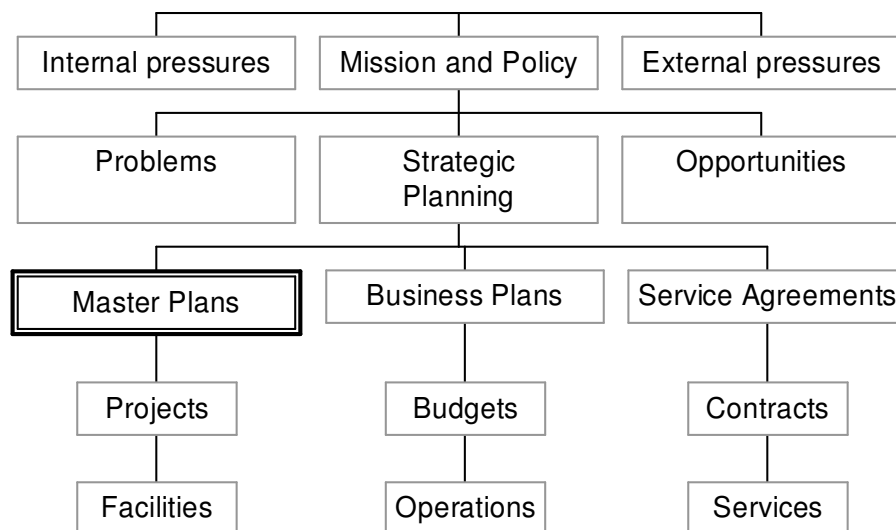 Internal pressures
Mission and Policy
External pressures
Problems
Strategic
Planning
Opportunities
Master Plans
Business Plans
Service Agreements
Projects
Budgets
Contracts
Facilities
Operations
Services